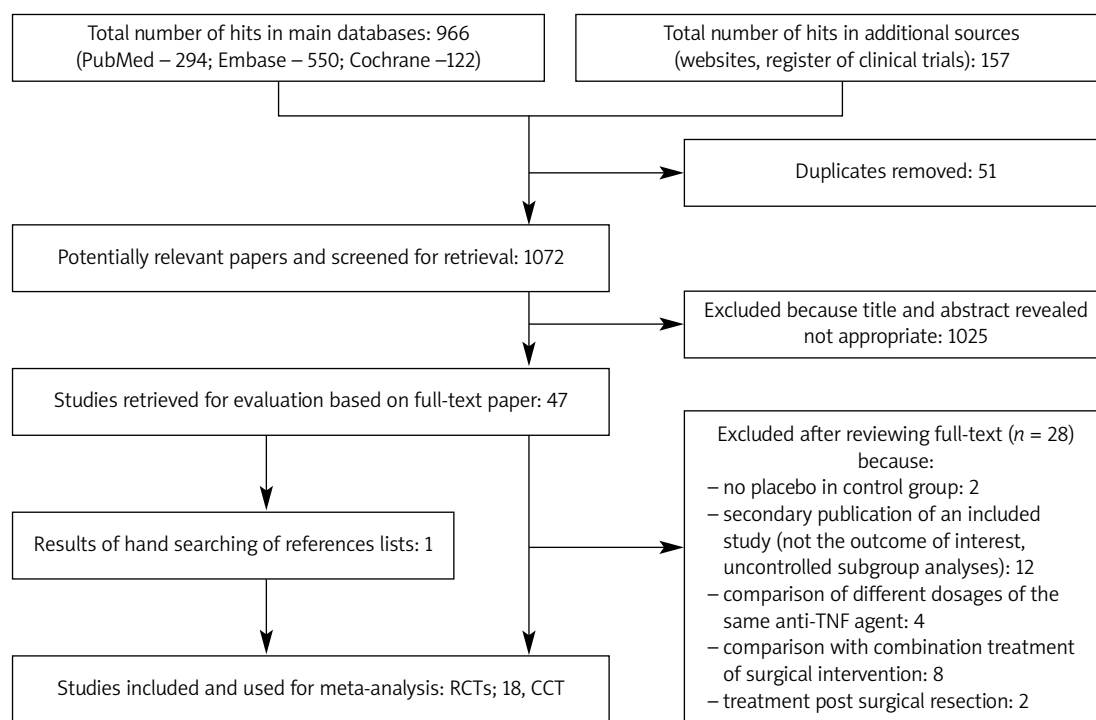 Total number of hits in main databases: 966
(PubMed – 294; Embase – 550; Cochrane –122)
Total number of hits in additional sources
(websites, register of clinical trials): 157
Duplicates removed: 51
Potentially relevant papers and screened for retrieval: 1072
Excluded because title and abstract revealed
not appropriate: 1025
Studies retrieved for evaluation based on full-text paper: 47
Excluded after reviewing full-text (n = 28)
because:
– no placebo in control group: 2
– secondary publication of an included
study (not the outcome of interest,
uncontrolled subgroup analyses): 12
– comparison of different dosages of the
same anti-TNF agent: 4
– comparison with combination treatment
of surgical intervention: 8
– treatment post surgical resection: 2
Results of hand searching of references lists: 1
Studies included and used for meta-analysis: RCTs; 18, CCT